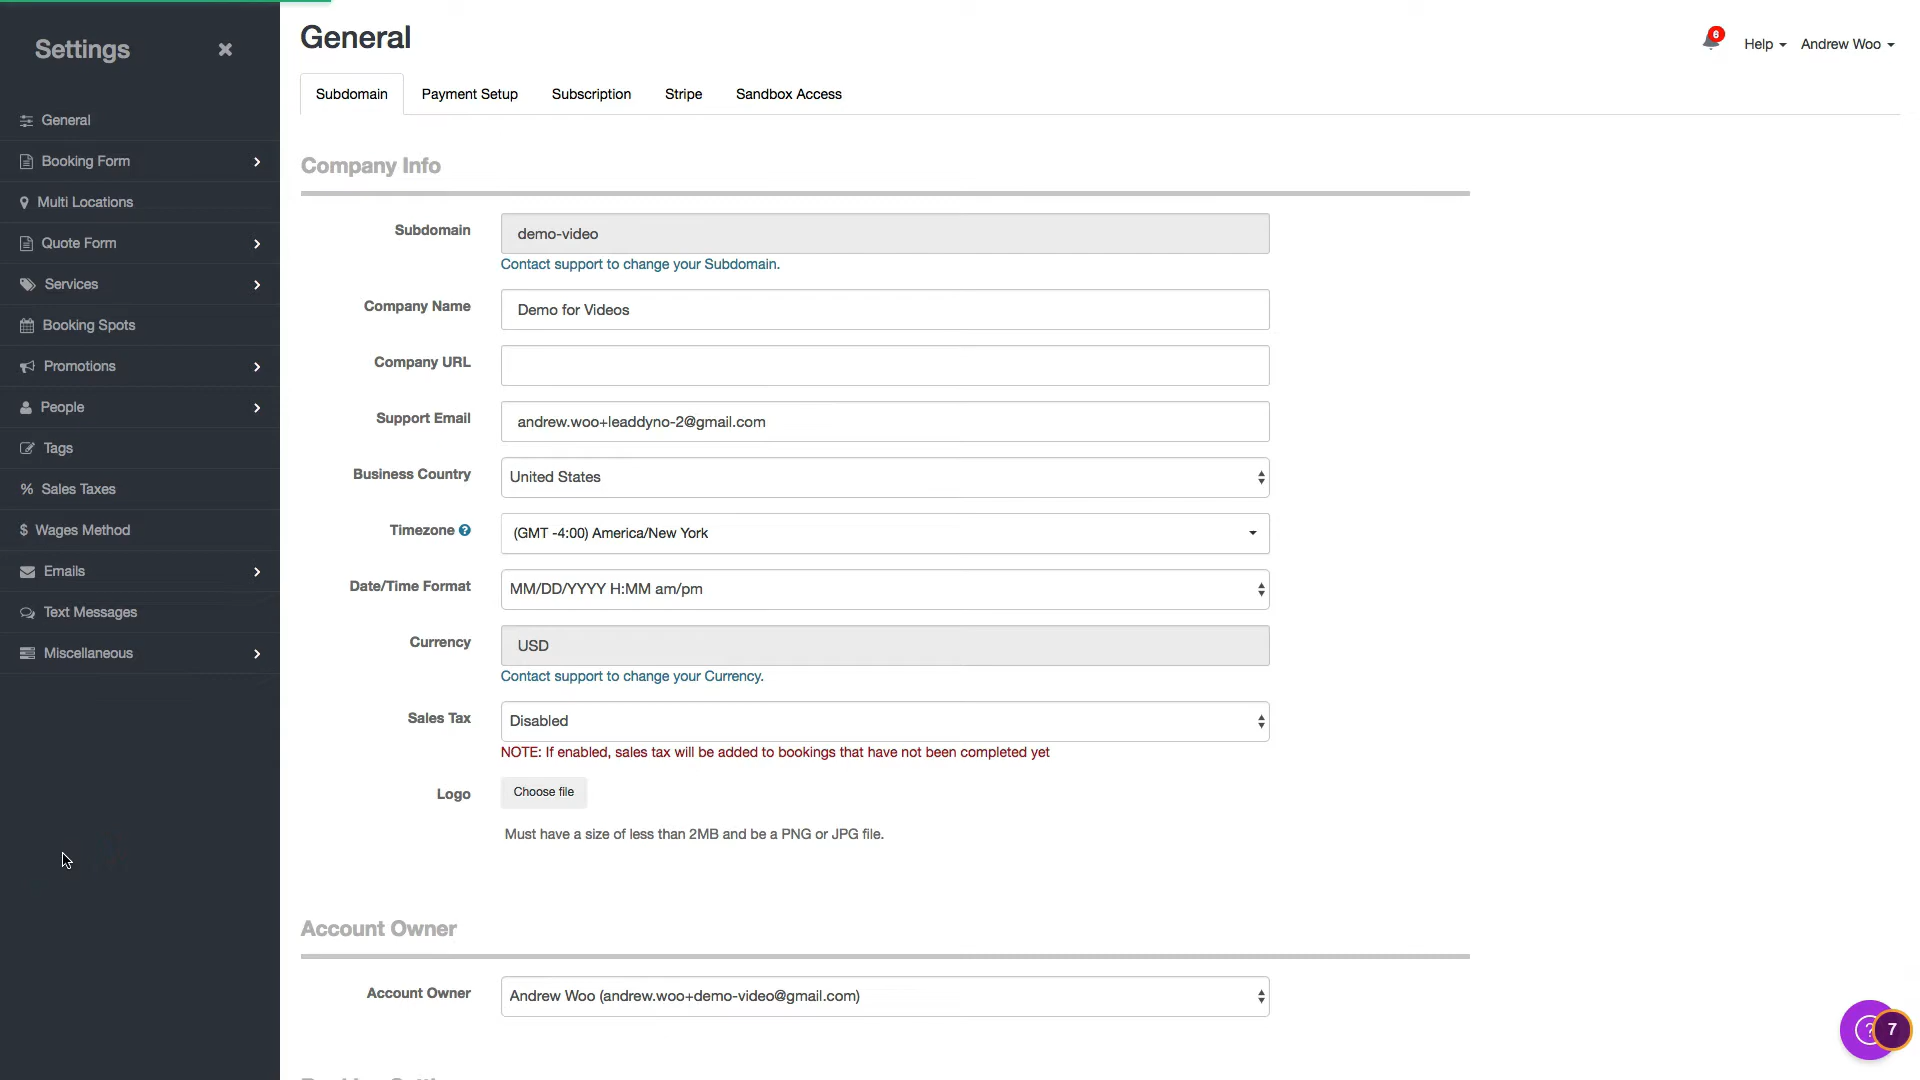 Settings
General
Booking Form
Multi Locations
Quote Form
Services
Booking Spots
Promotions
People
Tags
Sales Taxes
Wages Method
Emails
Text Messages
Miscellaneous
General
6
Help
Andrew Woo
Subdomain
Payment Setup
Subscription
Stripe
Sandbox Access
Company Info
Subdomain
demo-video
Contact support to change your Subdomain.
Company Name
Demo for Videos
Company URL
Support Email
andrew.woo+leaddyno-2@gmail.com
Business Country
United States
Timezone ?
(GMT -4:00) America/New York
Date/Time Format
MM/DD/YYYY H:MM am/pm
Currency
USD
Contact support to change your Currency.
Sales Tax
Disabled
NOTE: If enabled, sales tax will be added to bookings that have not been completed yet
Logo
Choose file
Must have a size of less than 2MB and be a PNG or JPG file.
Account Owner
Account Owner
Andrew Woo (andrew.woo+demo-video@gmail.com)
? 7